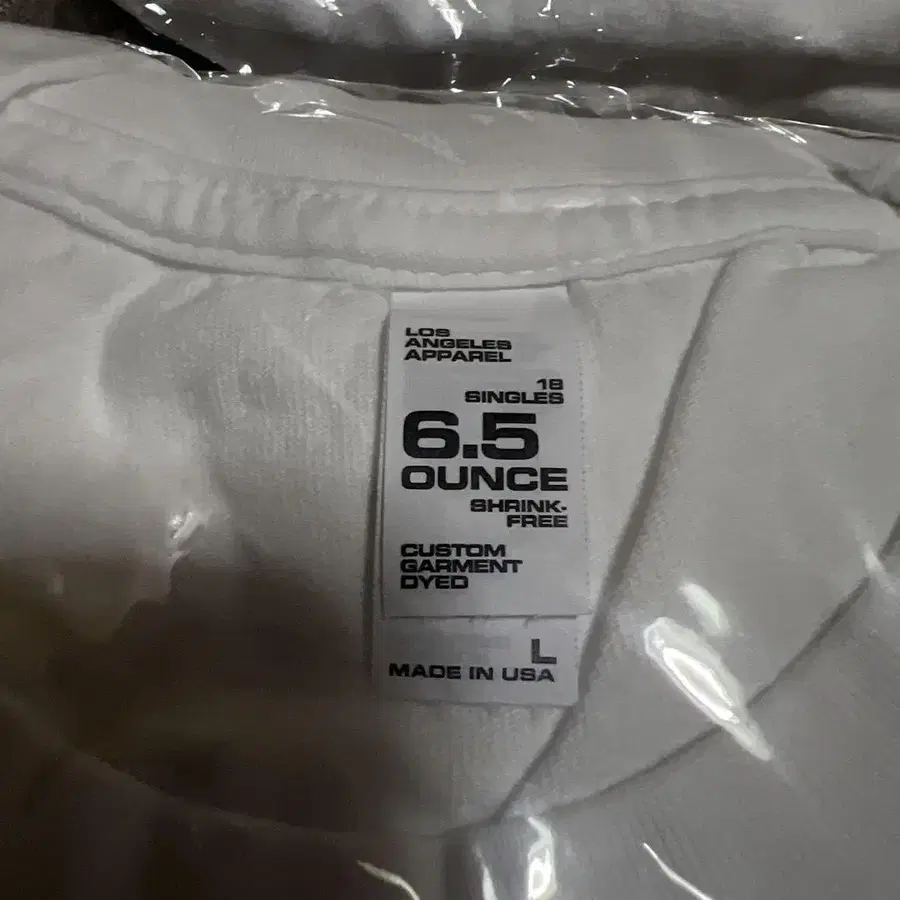 LOS
ANGELES
APPAREL
18
SINGLES
6.5
OUNCE
SHRINK-
FREE
CUSTOM
GARMENT
DYED
L
MADE IN USA